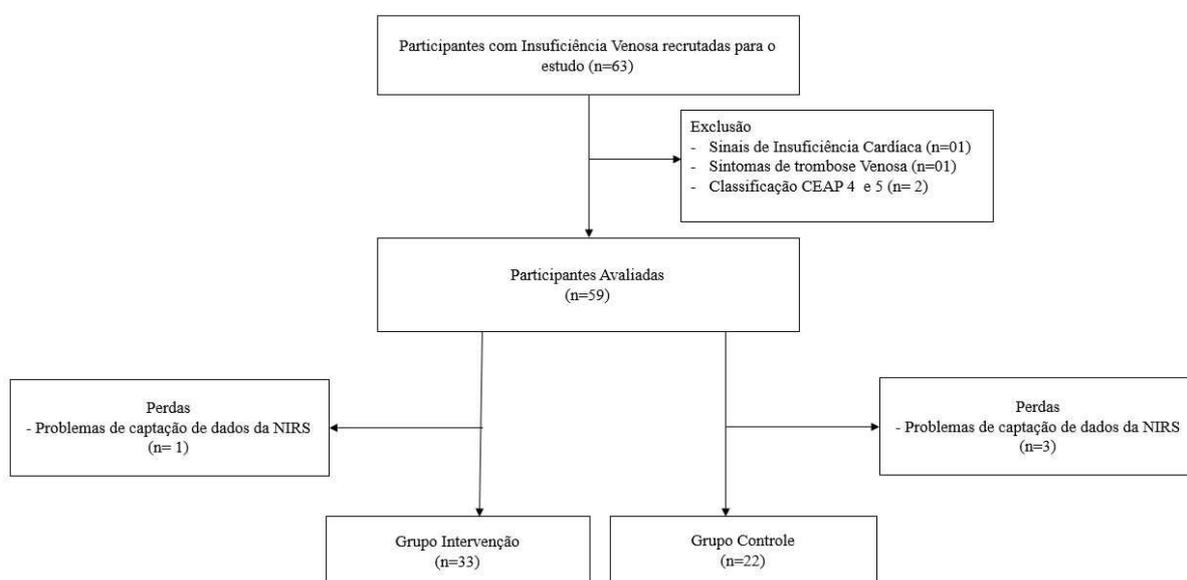 Participantes com Insuficiência Venosa recrutadas para o
estudo (n=63)
Exclusão
- Sinais de Insuficiência Cardíaca (n=01)
- Sintomas de trombose Venosa (n=01)
- Classificação CEAP 4 e 5 (n= 2)
Participantes Avaliadas
(n=59)
Perdas
- Problemas de captação de dados da NIRS
(n= 1)
Perdas
- Problemas de captação de dados da NIRS
(n=3)
Grupo Intervenção
(n=33)
Grupo Controle
(n=22)